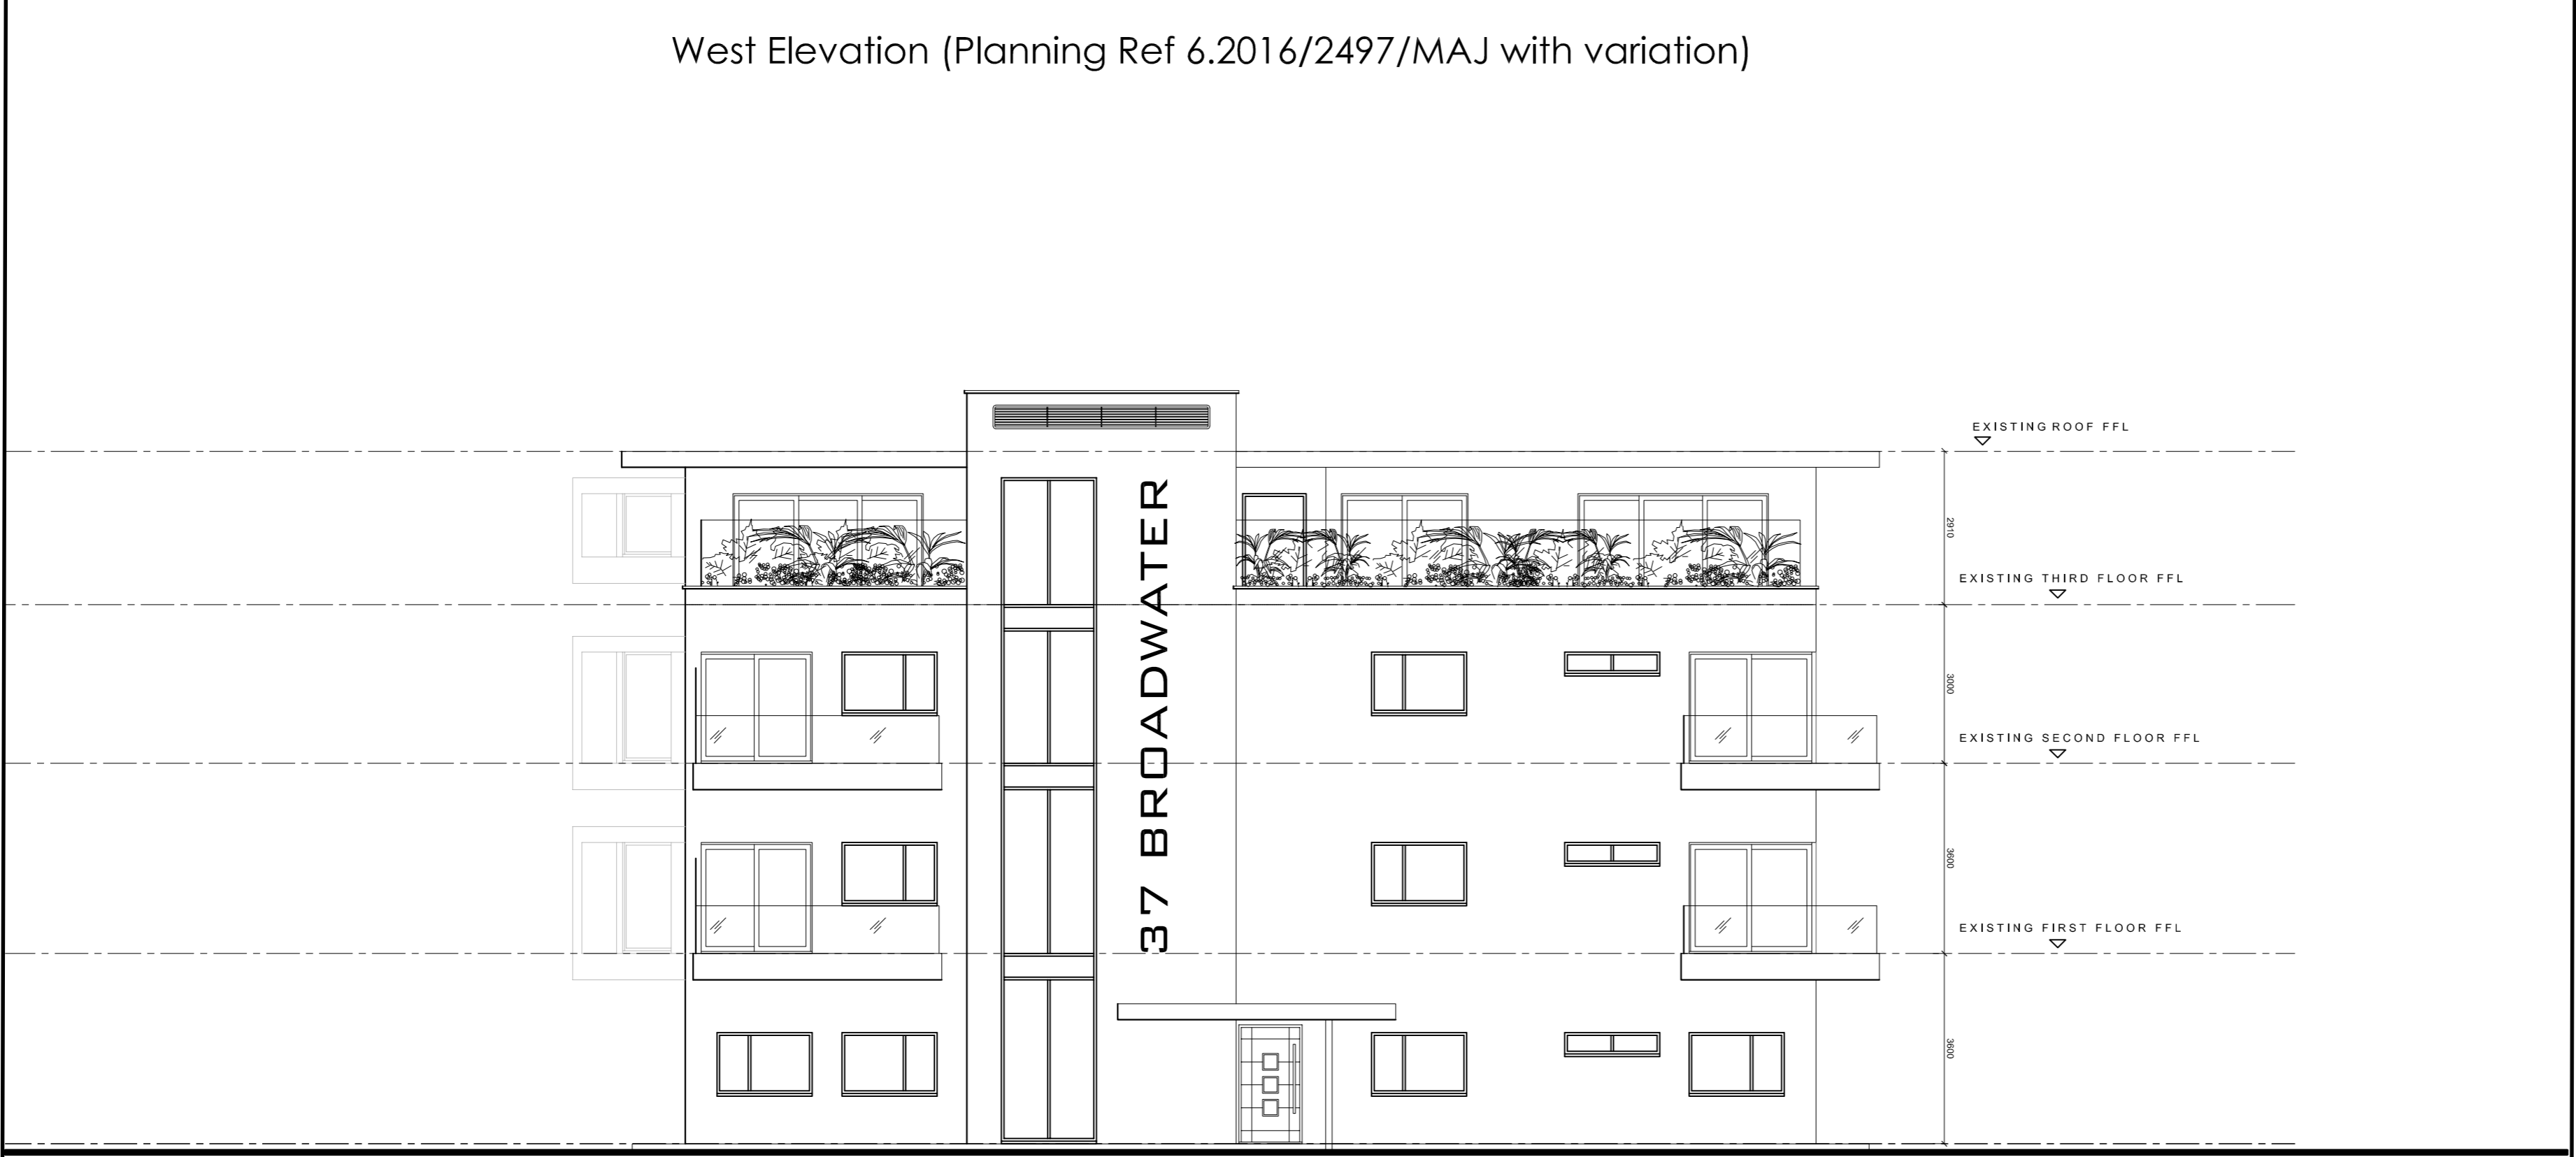 West Elevation (Planning Ref 6.2016/2497/MAJ with variation)
EXISTING ROOF FFL
2910
EXISTING THIRD FLOOR FFL
3000
EXISTING SECOND FLOOR FFL
3600
EXISTING FIRST FLOOR FFL
3600
37 BROADWATER